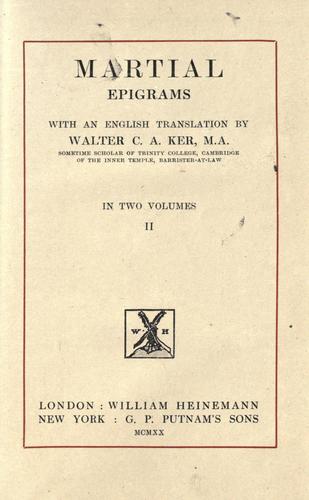 MARTIAL
EPIGRAMS
WITH AN ENGLISH TRANSLATION BY
WALTER C. A. KER, M.A.
SOMETIME SCHOLAR OF TRINITY COLLEGE, CAMBRIDGE
OF THE INNER TEMPLE, BARRISTER-AT-LAW
IN TWO VOLUMES
II
W H
LONDON : WILLIAM HEINEMANN
NEW YORK : G. P. PUTNAM'S SONS
MCMXX